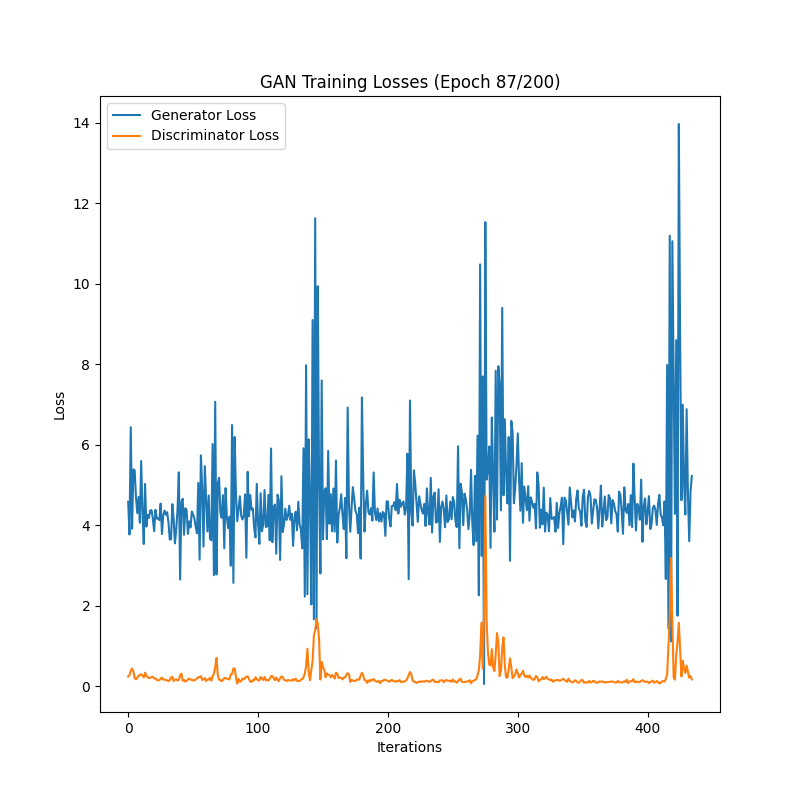 GAN Training Losses (Epoch 87/200)
Generator Loss
Discriminator Loss
14
12
10
8
6
4
2
0
Loss
0 100 200 300 400
Iterations